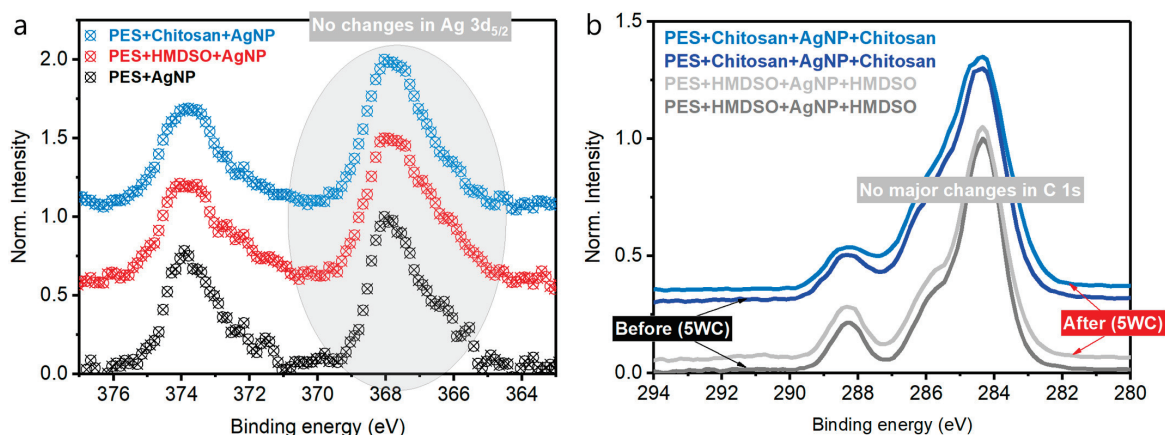 a
PES+Chitosan+AgNP
PES+HMDSO+AgNP
PES+AgNP
No changes in Ag 3d5/2
Norm. Intensity
2.0
1.5
1.0
0.5
0.0
376 374 372 370 368 366 364
Binding energy (eV)
b
PES+Chitosan+AgNP+Chitosan
PES+Chitosan+AgNP+Chitosan
PES+HMDSO+AgNP+HMDSO
PES+HMDSO+AgNP+HMDSO
No major changes in C 1s
Before (5WC)
After (5WC)
Norm. Intensity
1.5
1.0
0.5
0.0
294 292 290 288 286 284 282 280
Binding energy (eV)